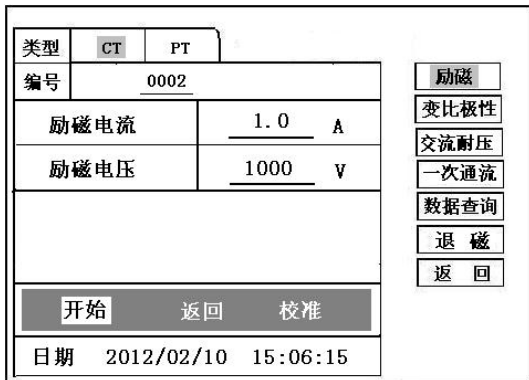 类型 CT PT
编号 0002
励磁电流 1.0 A
励磁电压 1000 V
开始 返回 校准
日期 2012/02/10 15:06:15
励磁
变比极性
交流耐压
一次通流
数据查询
退 磁
返 回